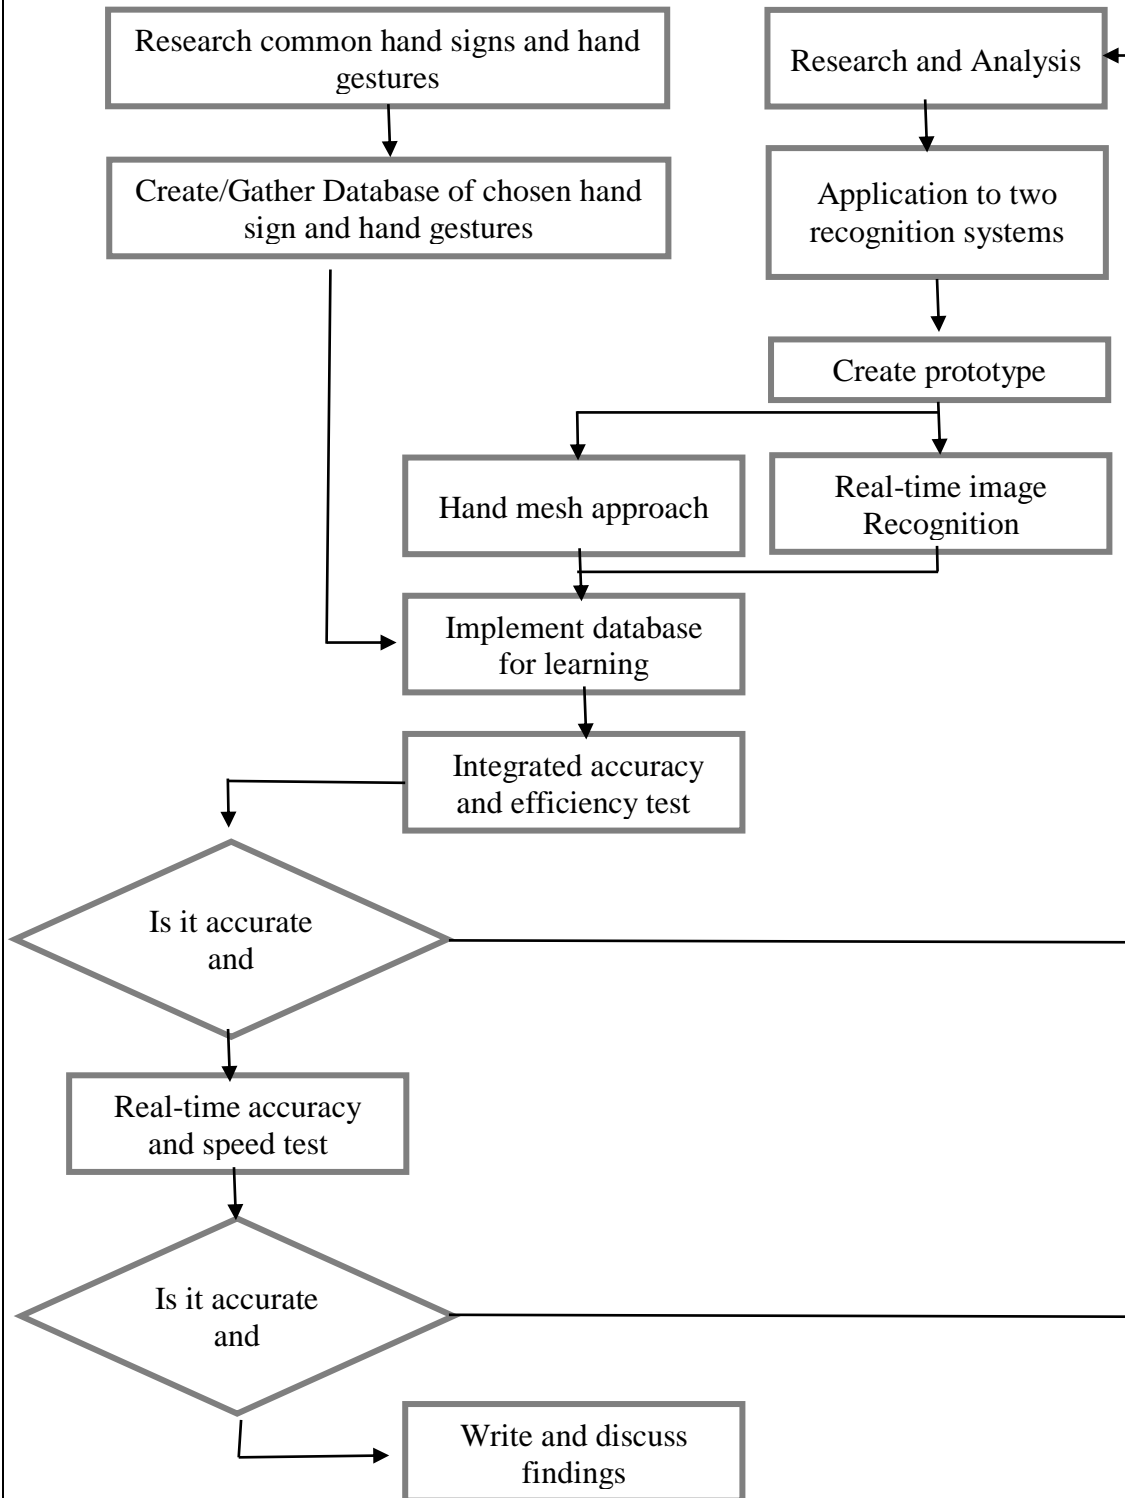 Research common hand signs and hand
gestures
Research and Analysis
Create/Gather Database of chosen hand
sign and hand gestures
Application to two
recognition systems
Create prototype
Hand mesh approach
Real-time image
Recognition
Implement database
for learning
Integrated accuracy
and efficiency test
Is it accurate
and
Real-time accuracy
and speed test
Is it accurate
and
Write and discuss
findings